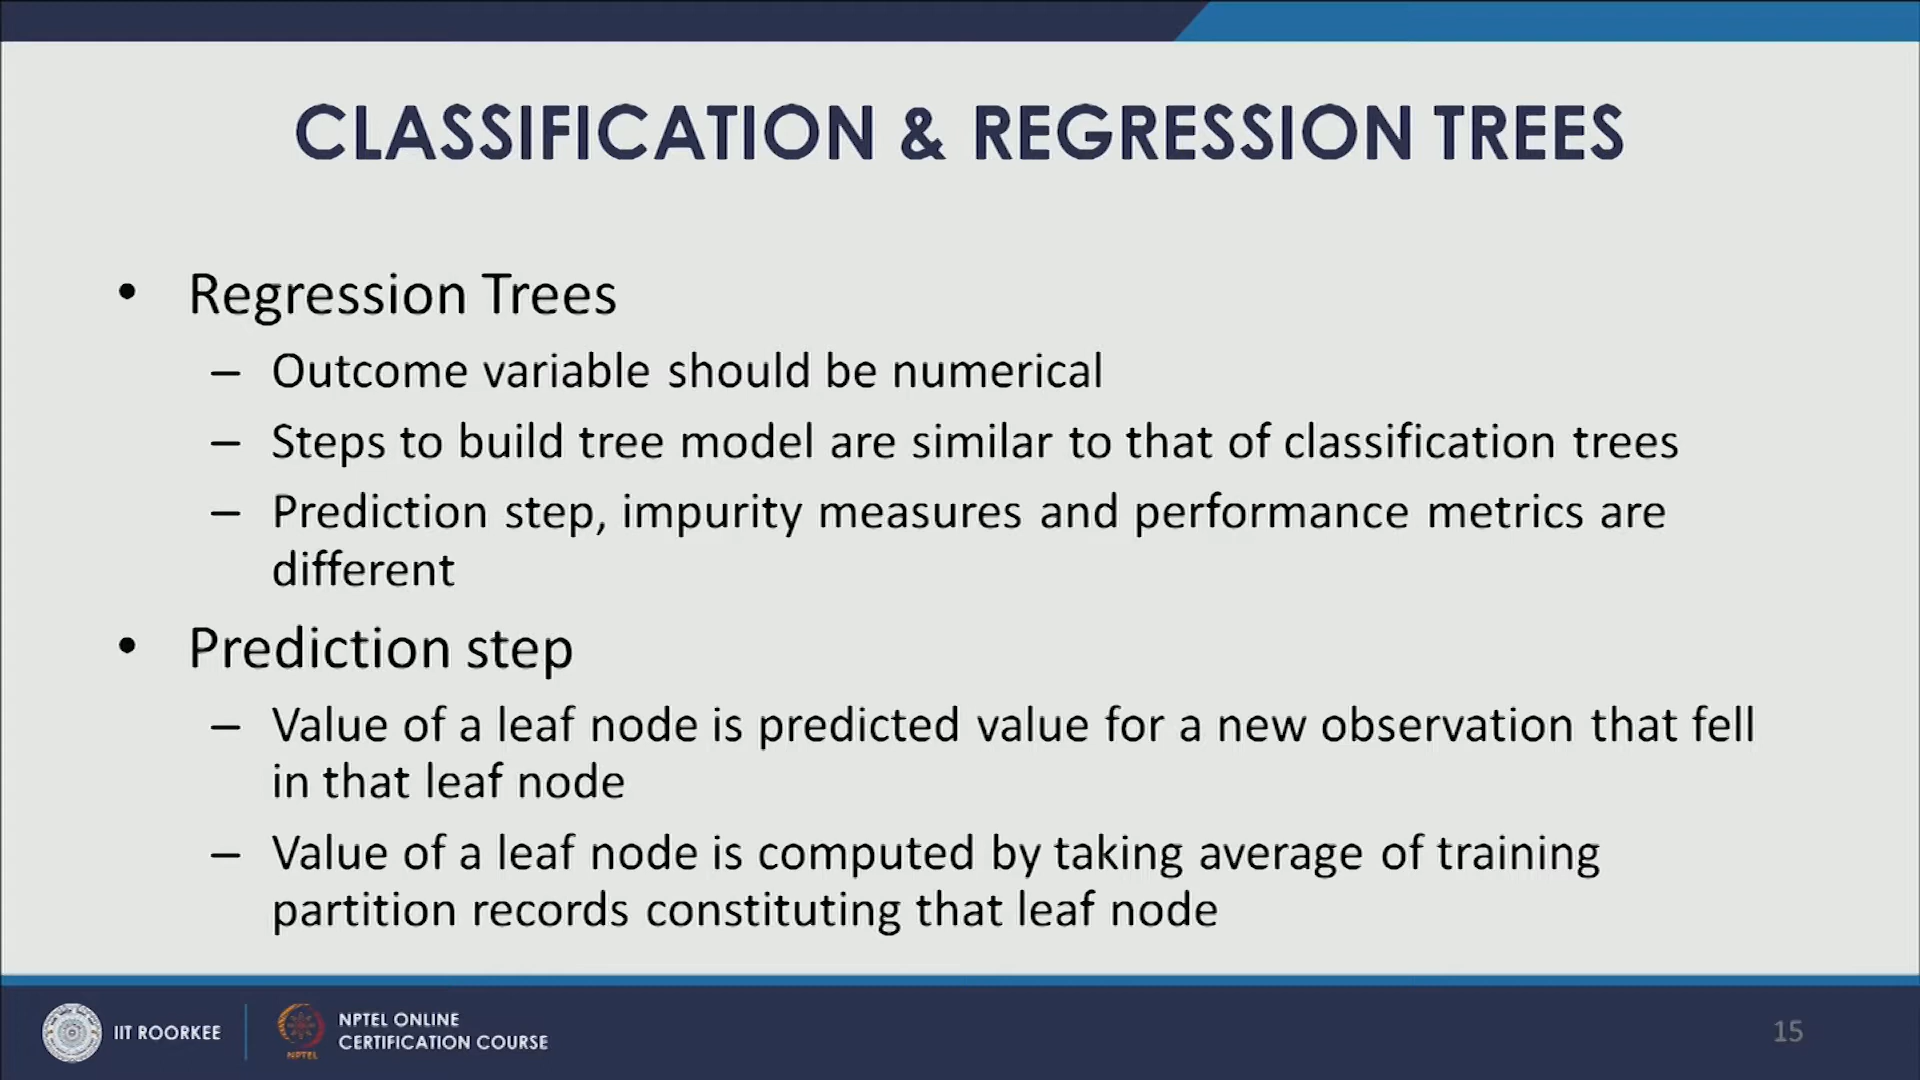 CLASSIFICATION & REGRESSION TREES
• Regression Trees
– Outcome variable should be numerical
– Steps to build tree model are similar to that of classification trees
– Prediction step, impurity measures and performance metrics are
different
• Prediction step
– Value of a leaf node is predicted value for a new observation that fell
in that leaf node
– Value of a leaf node is computed by taking average of training
partition records constituting that leaf node
IIT ROORKEE
NPTEL
NPTEL ONLINE
CERTIFICATION COURSE
15